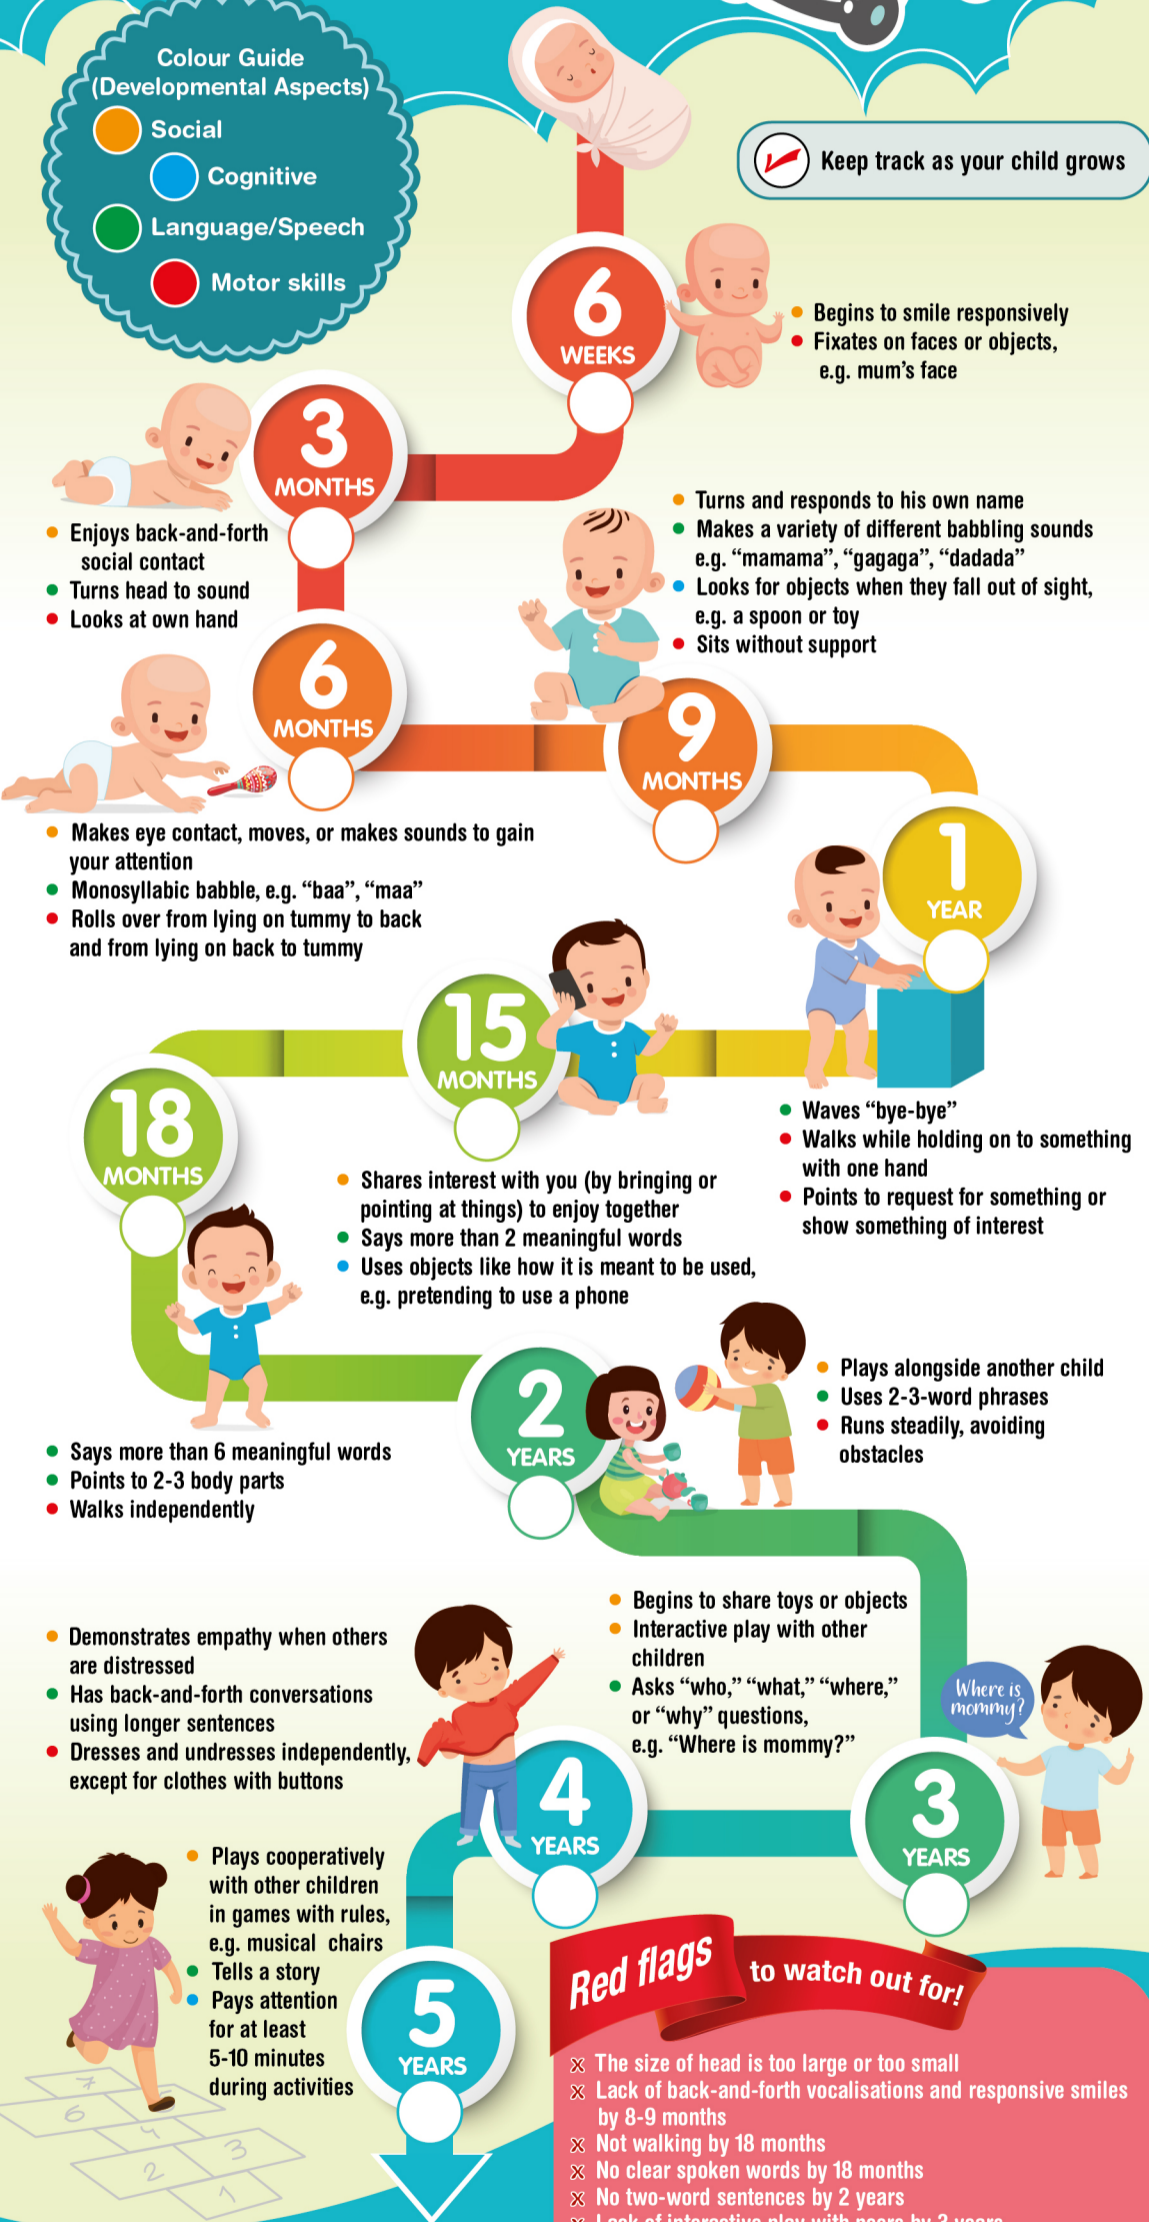 Colour Guide
(Developmental Aspects)
Social
Cognitive
Language/Speech
Motor skills
Keep track as your child grows
6
WEEKS
Begins to smile responsively
Fixates on faces or objects,
e.g. mum's face
3
MONTHS
Enjoys back-and-forth
social contact
Turns head to sound
Looks at own hand
6
MONTHS
Makes eye contact, moves, or makes sounds to gain
your attention
Monosyllabic babble, e.g. “baa”, “maa”
Rolls over from lying on tummy to back
and from lying on back to tummy
Turns and responds to his own name
Makes a variety of different babbling sounds
e.g. “mamama”, “gagaga”, “dadada”
Looks for objects when they fall out of sight,
e.g. a spoon or toy
Sits without support
9
MONTHS
1
YEAR
Waves “bye-bye”
Walks while holding on to something
with one hand
Points to request for something or
show something of interest
15
MONTHS
Shares interest with you (by bringing or
pointing at things) to enjoy together
Says more than 2 meaningful words
Uses objects like how it is meant to be used,
e.g. pretending to use a phone
18
MONTHS
Says more than 6 meaningful words
Points to 2-3 body parts
Walks independently
2
YEARS
Plays alongside another child
Uses 2-3-word phrases
Runs steadily, avoiding
obstacles
Begins to share toys or objects
Interactive play with other
children
Asks “who,” “what,” “where,”
or “why” questions,
e.g. “Where is mommy?”
Where is
mommy?
3
YEARS
Demonstrates empathy when others
are distressed
Has back-and-forth conversations
using longer sentences
Dresses and undresses independently,
except for clothes with buttons
4
YEARS
Plays cooperatively
with other children
in games with rules,
e.g. musical chairs
Tells a story
Pays attention
for at least
5-10 minutes
during activities
5
YEARS
7
6
4
3
2
1
Red flags
to watch out for!
x The size of head is too large or too small
x Lack of back-and-forth vocalisations and responsive smiles
by 8-9 months
x Not walking by 18 months
x No clear spoken words by 18 months
x No two-word sentences by 2 years
x Lack of interactive play with peers by 3 years